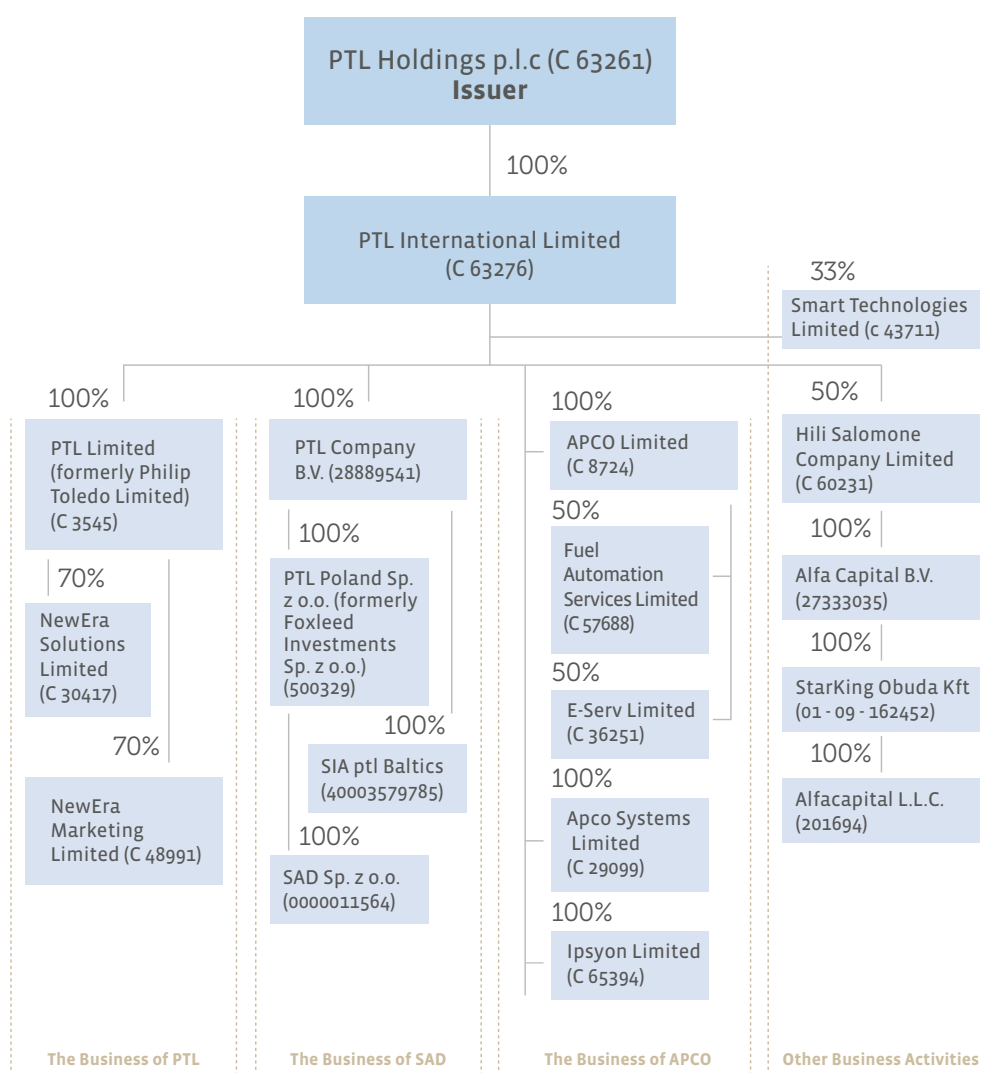 PTL Holdings p.l.c (C 63261)
Issuer
100%
PTL International Limited
(C 63276)
33%
Smart Technologies
Limited (c 43711)
100%
PTL Limited
(formerly Philip
Toledo Limited)
(C 3545)
70%
NewEra
Solutions
Limited
(C 30417)
70%
NewEra
Marketing
Limited (C 48991)
100%
PTL Company
B.V. (28889541)
100%
PTL Poland Sp.
z o.o. (formerly
Foxleed
Investments
Sp. z o.o.)
(500329)
100%
SIA ptl Baltics
(40003579785)
100%
SAD Sp. z o.o.
(0000011564)
100%
APCO Limited
(C 8724)
50%
Fuel
Automation
Services Limited
(C 57688)
50%
E-Serv Limited
(C 36251)
100%
Apco Systems
Limited
(C 29099)
100%
Ipsyon Limited
(C 65394)
50%
Hili Salomone
Company Limited
(C 60231)
100%
Alfa Capital B.V.
(27333035)
100%
StarKing Obuda Kft
(01 - 09 - 162452)
100%
Alfacapital L.L.C.
(201694)
The Business of PTL
The Business of SAD
The Business of APCO
Other Business Activities